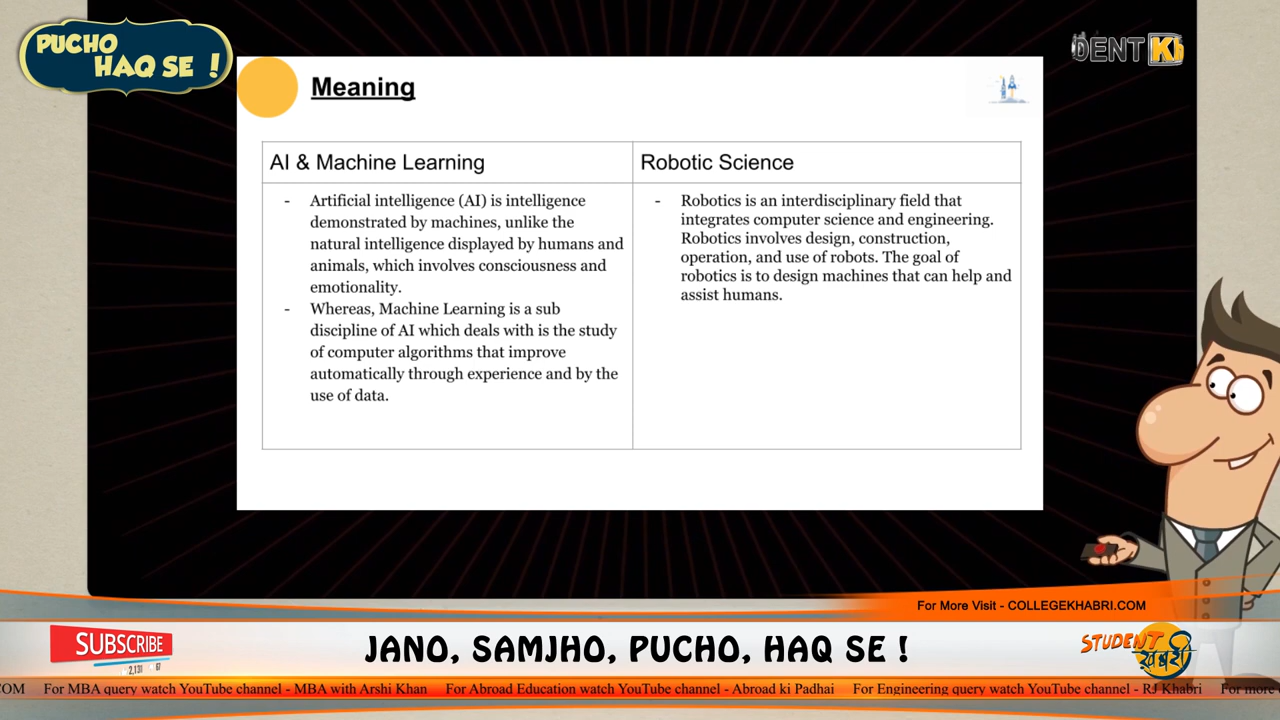 PUCHO
HAQ SE !
DENT Ki
Meaning
AI & Machine Learning
Robotic Science
- Artificial intelligence (AI) is intelligence
demonstrated by machines, unlike the
natural intelligence displayed by humans and
animals, which involves consciousness and
emotionality.
- Whereas, Machine Learning is a sub
discipline of AI which deals with is the study
of computer algorithms that improve
automatically through experience and by the
use of data.
- Robotics is an interdisciplinary field that
integrates computer science and engineering.
Robotics involves design, construction,
operation, and use of robots. The goal of
robotics is to design machines that can help and
assist humans.
For More Visit - COLLEGEKHABRI.COM
SUBSCRIBE
2,131 67
JANO, SAMJHO, PUCHO, HAQ SE !
STUDENT
खबरी
COM For MBA query watch YouTube channel - MBA with Arshi Khan For Abroad Education watch YouTube channel - Abroad ki Padhai For Engineering query watch YouTube channel - RJ Khabri For more